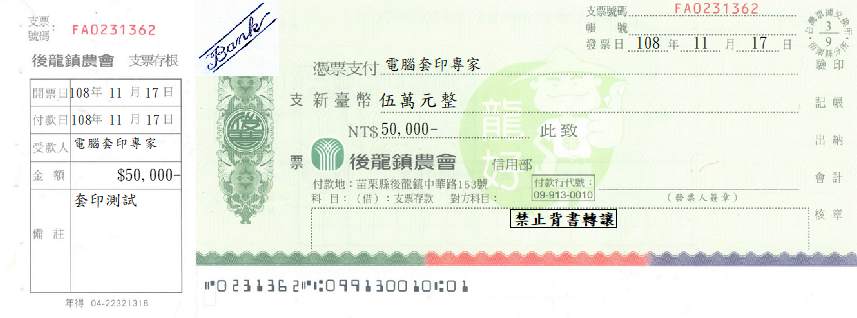 支票號碼 FA0231362
後龍鎮農會 支票存根
開票日 108年 11 月 17 日
付款日 108年 11 月 17 日
受款人 電腦套印專家
金額 $50,000-
備註 套印測試
年得 04-22321316
Bank
支票號碼 FA0231362
帳號
發票日 108 年 11 月 17 日
憑票支付 電腦套印專家
支票
新臺幣 伍萬元整
NT$ 50,000- 此致
後龍鎮農會 信用部
付款地：苗栗縣後龍鎮中華路153號
科目：（借）：支票存款 對方科目：
付款行代號：
09-913-0010
（發票人簽章）
禁止背書轉讓
龍好
驗印
記帳
出納
會計
核章
3
9
⑈0231362⑈⑆099130010⑆01